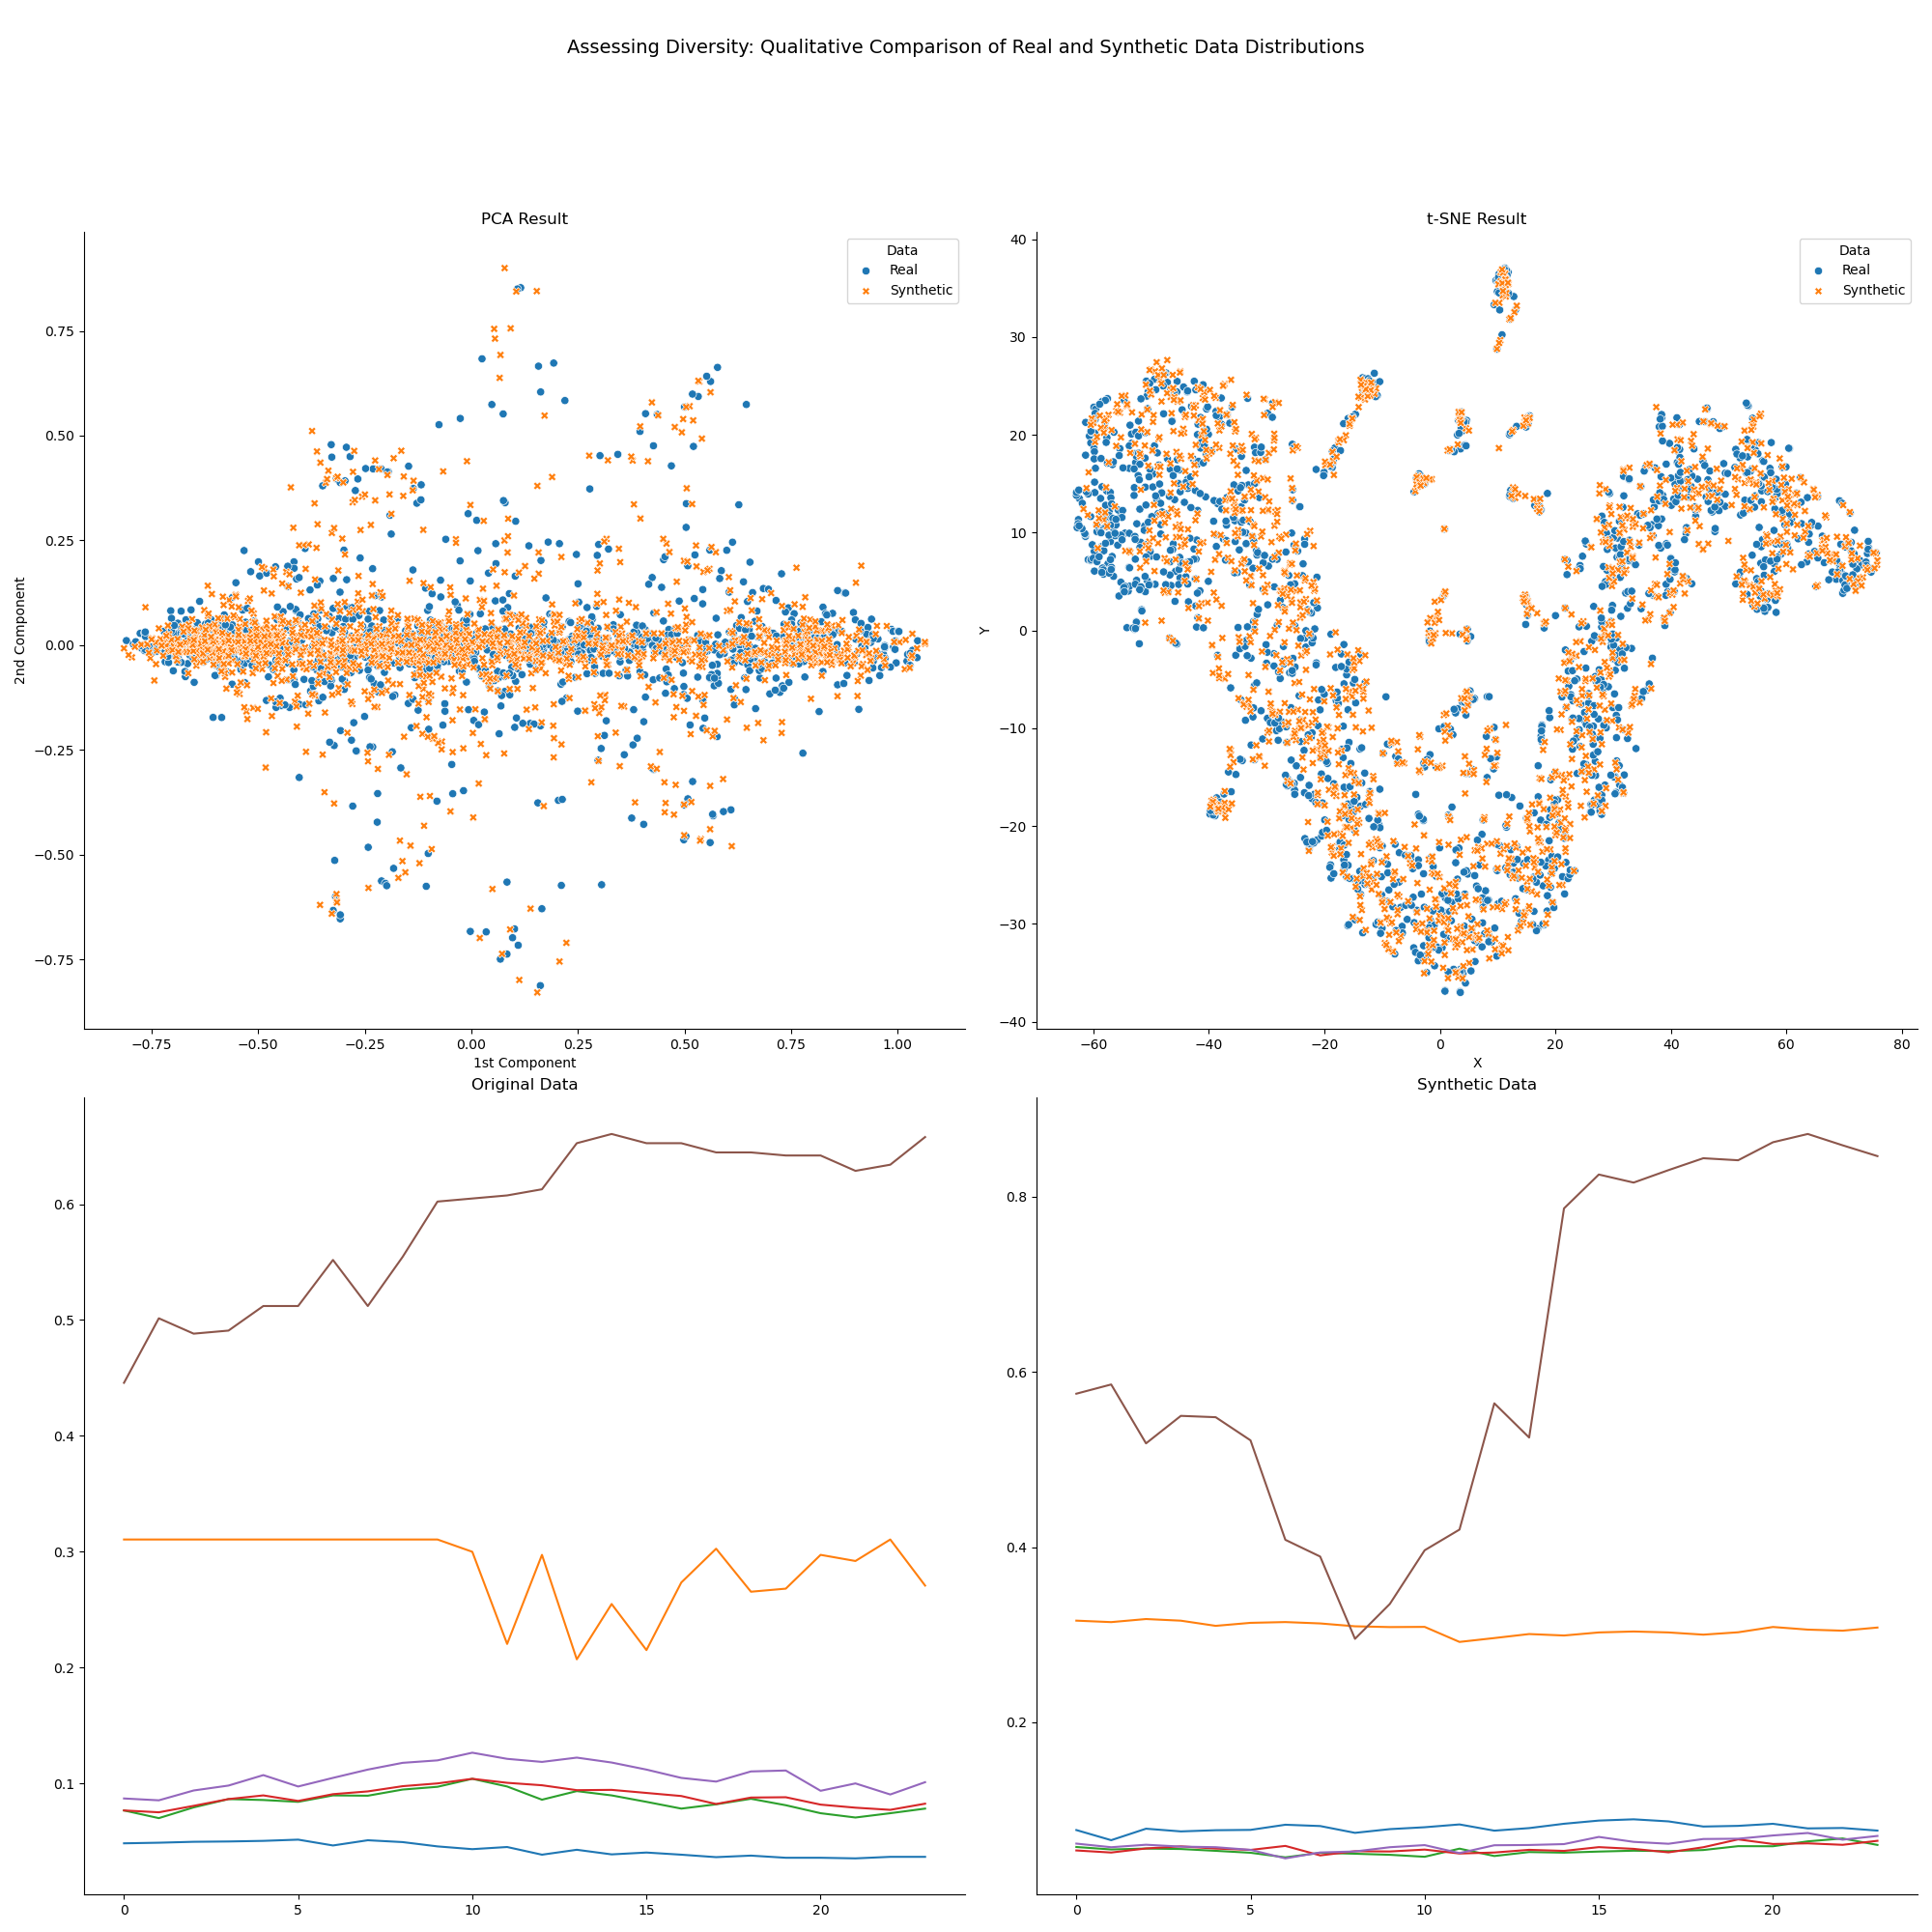 Assessing Diversity: Qualitative Comparison of Real and Synthetic Data Distributions
PCA Result
Data
Real
Synthetic
0.75
0.50
0.25
0.00
−0.25
−0.50
−0.75
2nd Component
−0.75 −0.50 −0.25 0.00 0.25 0.50 0.75 1.00
1st Component
t-SNE Result
Data
Real
Synthetic
40
30
20
10
0
−10
−20
−30
−40
Y
−60 −40 −20 0 20 40 60 80
X
Original Data
0.6
0.5
0.4
0.3
0.2
0.1
0 5 10 15 20
Synthetic Data
0.8
0.6
0.4
0.2
0 5 10 15 20